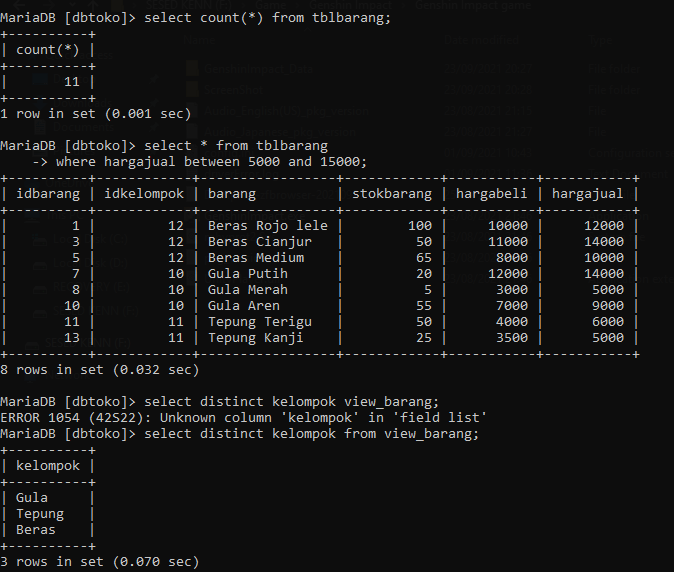 MariaDB [dbtoko]> select count(*) from tblbarang;
+----------+
| count(*) |
+----------+
|       11 |
+----------+
1 row in set (0.001 sec)

MariaDB [dbtoko]> select * from tblbarang
    -> where hargajual between 5000 and 15000;
+----------+------------+----------------+------------+-----------+-----------+
| idbarang | idkelompok | barang         | stokbarang | hargabeli | hargajual |
+----------+------------+----------------+------------+-----------+-----------+
|        1 |         12 | Beras Rojo lele |        100 |     10000 |     12000 |
|        3 |         12 | Beras Cianjur  |         50 |     11000 |     14000 |
|        5 |         12 | Beras Medium   |         65 |      8000 |     10000 |
|        7 |         10 | Gula Putih     |         20 |     12000 |     14000 |
|        8 |         10 | Gula Merah     |          5 |      3000 |      5000 |
|       10 |         10 | Gula Aren      |         55 |      7000 |      9000 |
|       11 |         11 | Tepung Terigu  |         50 |      4000 |      6000 |
|       13 |         11 | Tepung Kanji   |         25 |      3500 |      5000 |
+----------+------------+----------------+------------+-----------+-----------+
8 rows in set (0.032 sec)

MariaDB [dbtoko]> select distinct kelompok view_barang;
ERROR 1054 (42S22): Unknown column 'kelompok' in 'field list'
MariaDB [dbtoko]> select distinct kelompok from view_barang;
+----------+
| kelompok |
+----------+
| Gula     |
| Tepung   |
| Beras    |
+----------+
3 rows in set (0.070 sec)